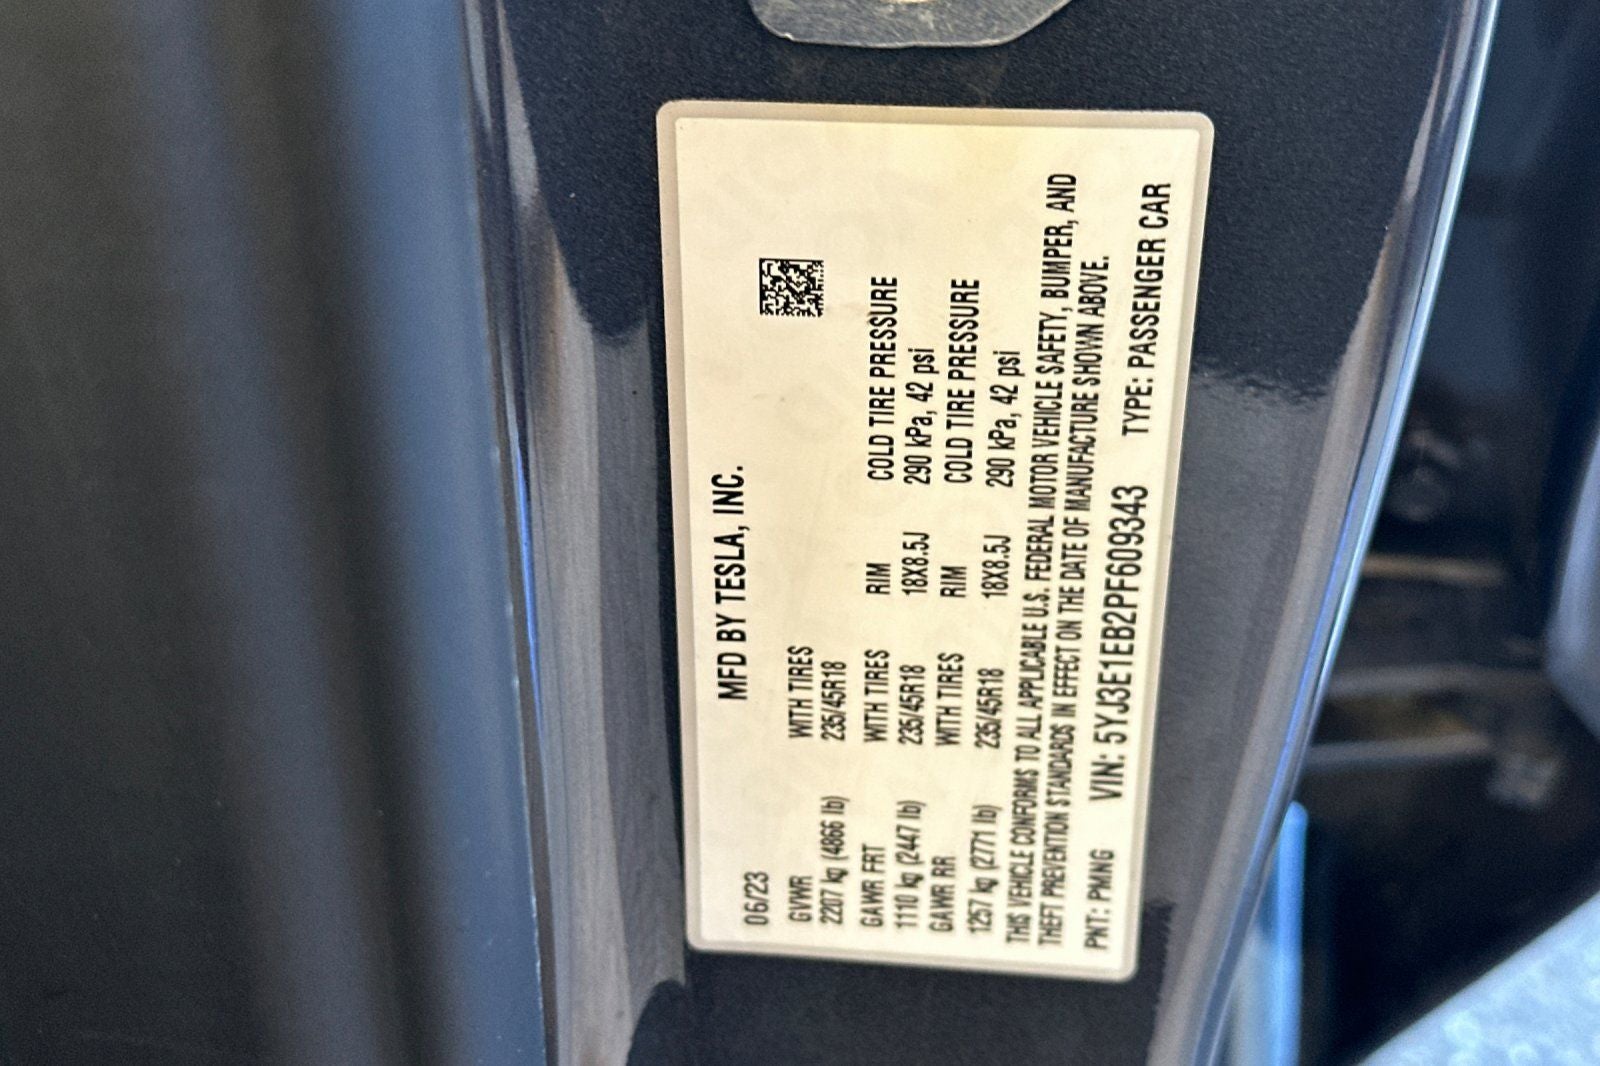 MFD BY TESLA, INC.
06/23
GVWR WITH TIRES
2207 kg (4866 lb) 235/45R18
GAWR FRT WITH TIRES RIM COLD TIRE PRESSURE
1110 kg (2447 lb) 235/45R18 18X8.5J 290 kPa, 42 psi
GAWR RR WITH TIRES RIM COLD TIRE PRESSURE
1257 kg (2771 lb) 235/45R18 18X8.5J 290 kPa, 42 psi
THIS VEHICLE CONFORMS TO ALL APPLICABLE U.S. FEDERAL MOTOR VEHICLE SAFETY, BUMPER, AND
THEFT PREVENTION STANDARDS IN EFFECT ON THE DATE OF MANUFACTURE SHOWN ABOVE.
PNT: PMNG VIN: 5YJ3E1EB2PF609343 TYPE: PASSENGER CAR